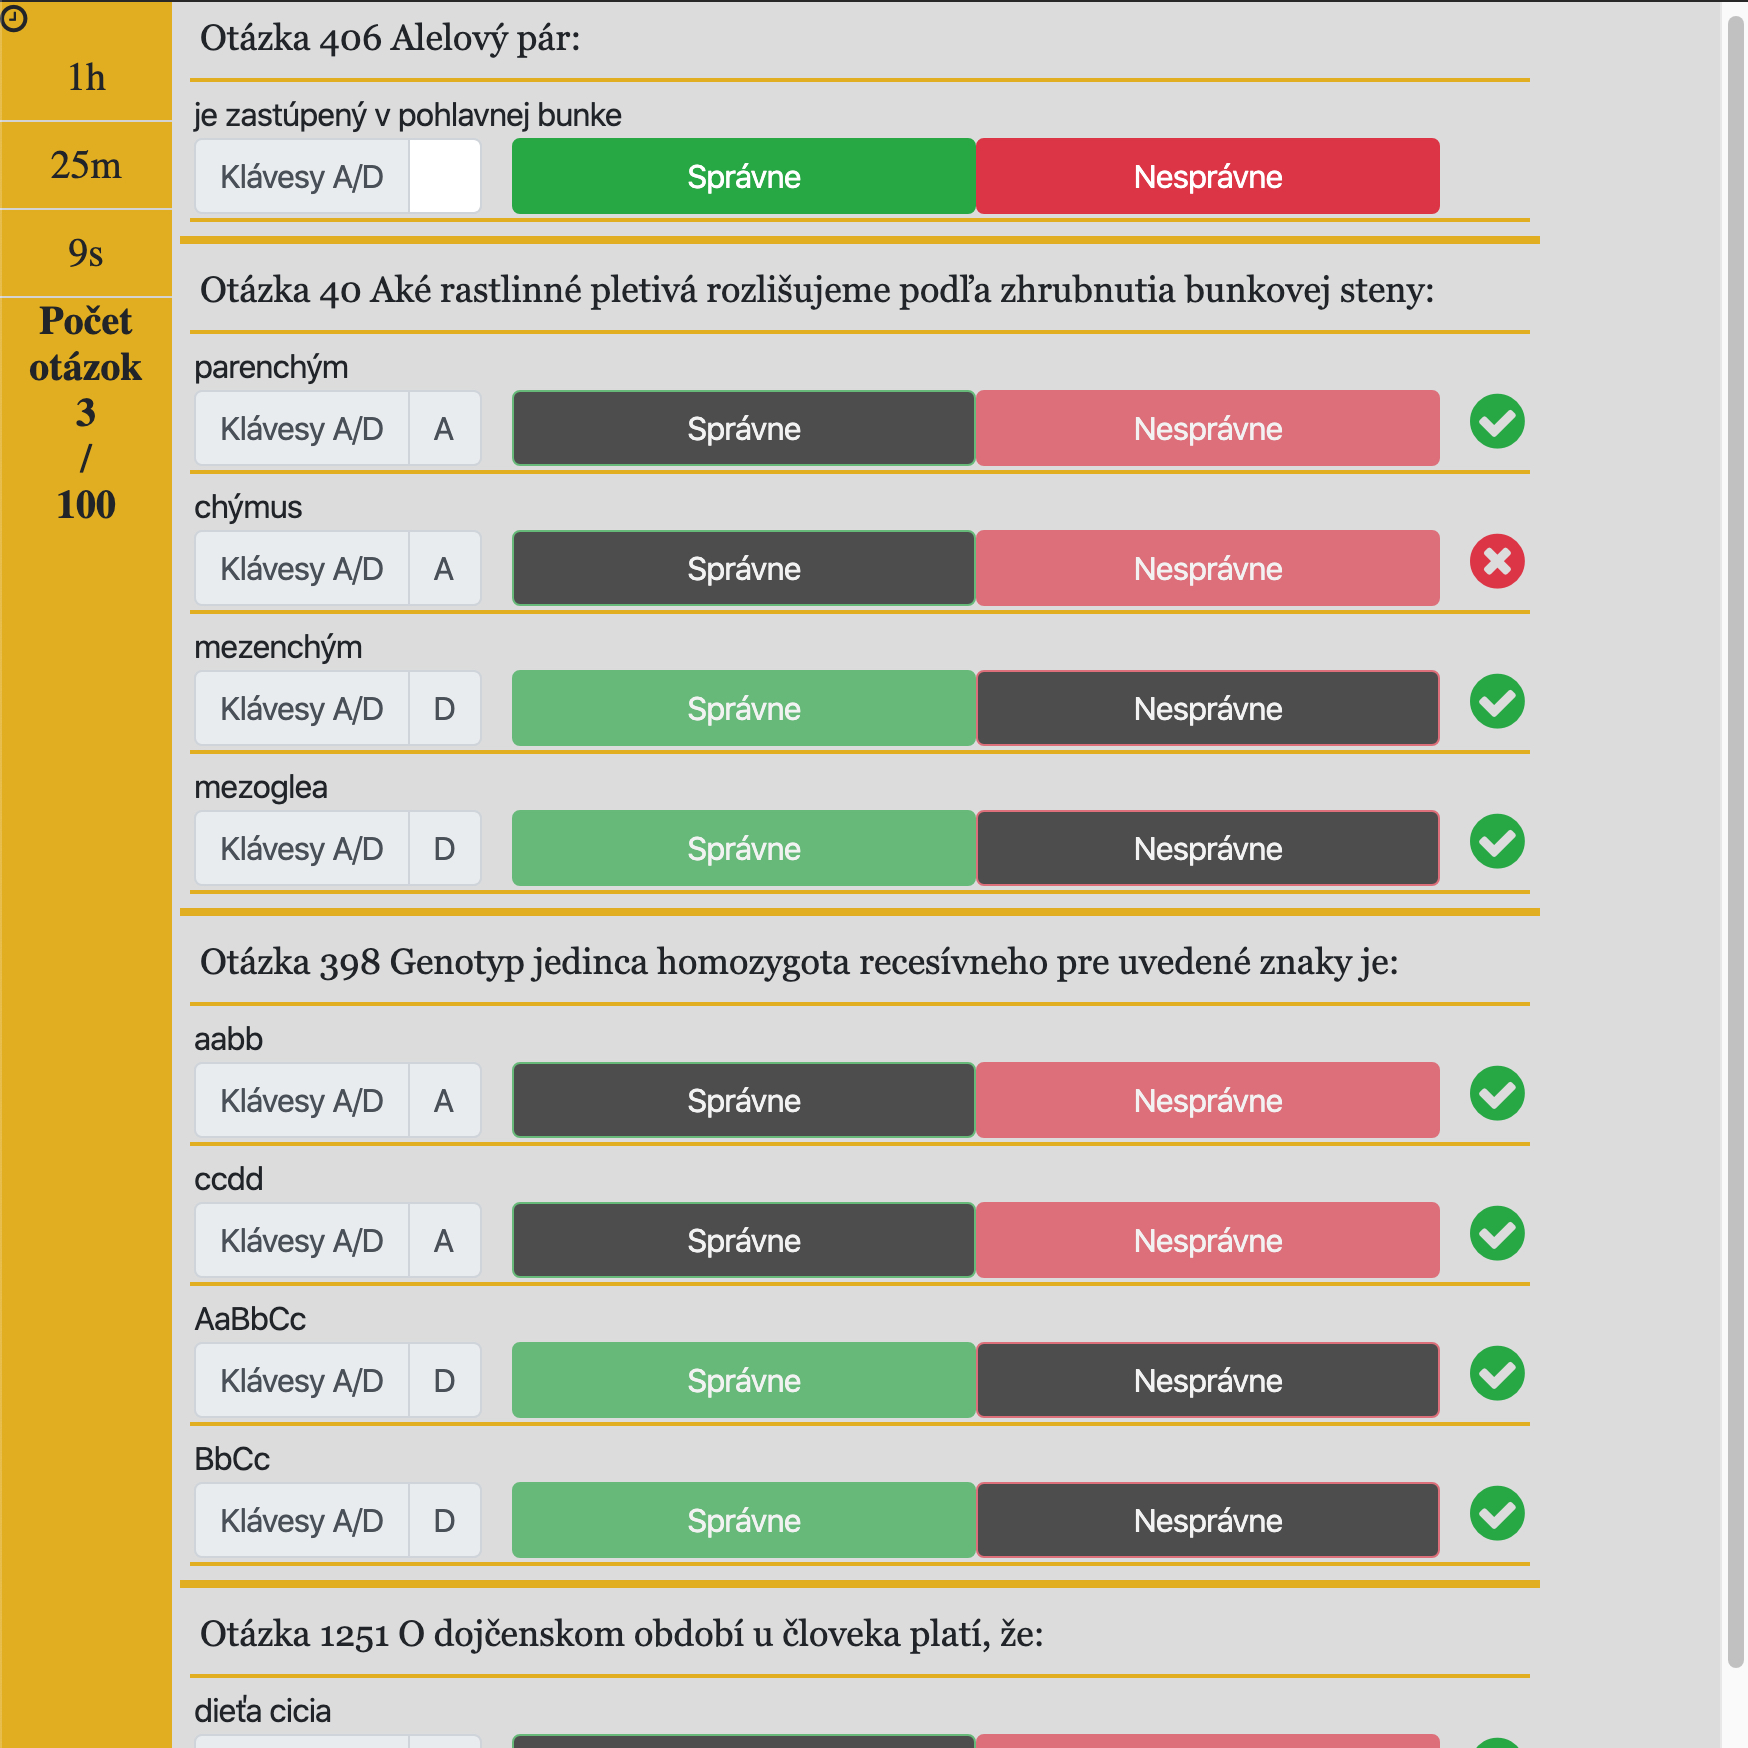 1h
25m
9s
Počet
otázok
3
/
100
Otázka 406 Alelový pár:
je zastúpený v pohlavnej bunke
Klávesy A/D Správne Nesprávne
Otázka 40 Aké rastlinné pletivá rozlišujeme podľa zhrubnutia bunkovej steny:
parenchým
Klávesy A/D A Správne Nesprávne
chýmus
Klávesy A/D A Správne Nesprávne
mezenchým
Klávesy A/D D Správne Nesprávne
mezoglea
Klávesy A/D D Správne Nesprávne
Otázka 398 Genotyp jedinca homozygota recesívneho pre uvedené znaky je:
aabb
Klávesy A/D A Správne Nesprávne
ccdd
Klávesy A/D A Správne Nesprávne
AaBbCc
Klávesy A/D D Správne Nesprávne
BbCc
Klávesy A/D D Správne Nesprávne
Otázka 1251 O dojčenskom období u človeka platí, že:
dieťa cicia